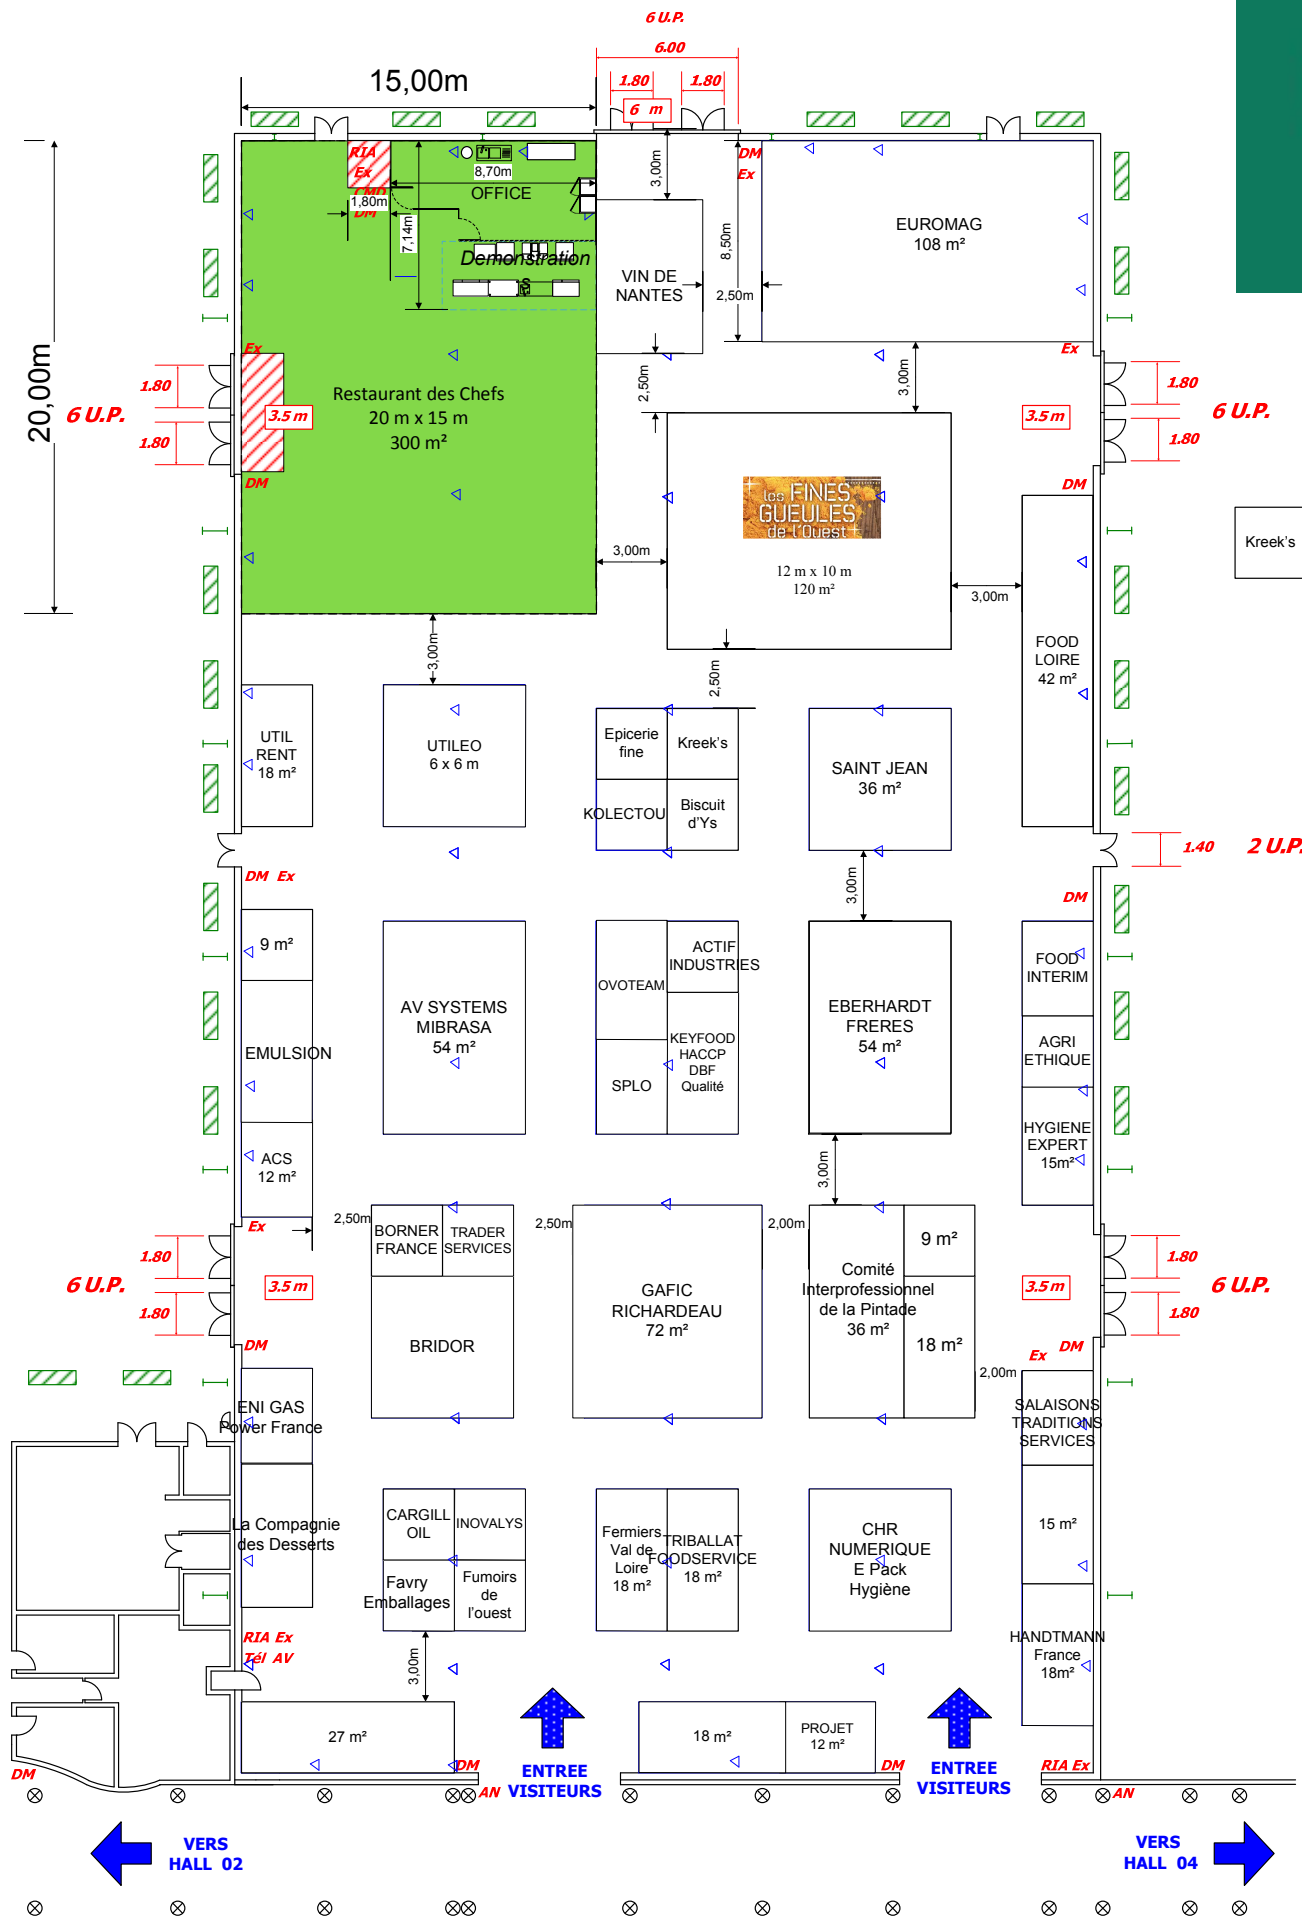 6 U.P.
6.00
15,00m
1.80
1.80
6 m
RIA
Ex
CMD
DM
1,80m
8,70m
OFFICE
7,14m
Demonstration
3,00m
DM
Ex
8,50m
VIN DE
NANTES
2,50m
EUROMAG
108 m²
20,00m
Ex
1.80
6 U.P.
1.80
3.5 m
DM
Restaurant des Chefs
20 m x 15 m
300 m²
2,50m
3,00m
Ex
3.5 m
1.80
6 U.P.
1.80
DM
les FINES
GUEULES
de l'Ouest
12 m x 10 m
120 m²
3,00m
3,00m
Kreek's
FOOD
LOIRE
42 m²
3,00m
2,50m
UTIL
RENT
18 m²
UTILEO
6 x 6 m
Epicerie
fine
Kreek's
KOLECTOU
Biscuit
d'Ys
SAINT JEAN
36 m²
1.40
2 U.P.
DM Ex
3,00m
DM
9 m²
EMULSION
ACS
12 m²
AV SYSTEMS
MIBRASA
54 m²
OVOTEAM
ACTIF
INDUSTRIES
SPLO
KEYFOOD
HACCP
DBF
Qualité
EBERHARDT
FRERES
54 m²
FOOD
INTERIM
AGRI
ETHIQUE
HYGIENE
EXPERT
15m²
3,00m
Ex
2,50m
BORNER
FRANCE
TRADER
SERVICES
2,50m
2,00m
9 m²
1.80
6 U.P.
1.80
3.5 m
DM
BRIDOR
GAFIC
RICHARDEAU
72 m²
Comité
Interprofessionnel
de la Pintade
36 m²
18 m²
3.5 m
1.80
6 U.P.
1.80
Ex DM
2,00m
ENI GAS
Power France
SALAISONS
TRADITIONS
SERVICES
La Compagnie
des Desserts
CARGILL
OIL
INOVALYS
Favry
Emballages
Fumoirs
de
l'ouest
Fermiers
Val de
Loire
18 m²
TRIBALLAT
FOODSERVICE
18 m²
CHR
NUMERIQUE
E Pack
Hygiène
15 m²
HANDTMANN
France
18m²
RIA Ex
Tél AV
3,00m
27 m²
18 m²
PROJET
12 m²
DM
DM
AN
ENTREE
VISITEURS
DM
ENTREE
VISITEURS
RIA Ex
AN
VERS
HALL 02
VERS
HALL 04